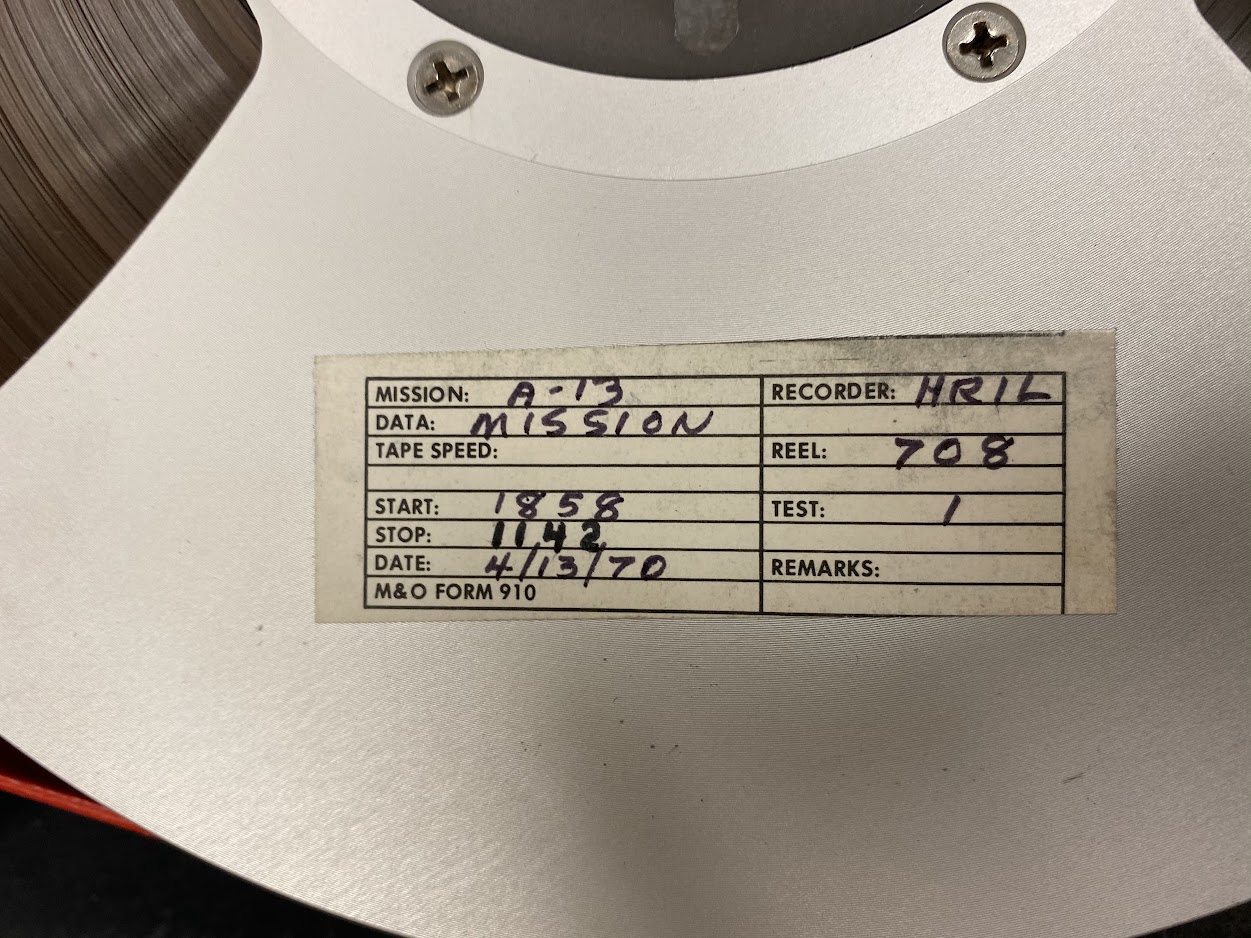 MISSION: A-13
DATA: MISSION
TAPE SPEED:
START: 1858
STOP: 1142
DATE: 4/13/70
M&O FORM 910
RECORDER: HR1L
REEL: 708
TEST: 1
REMARKS: